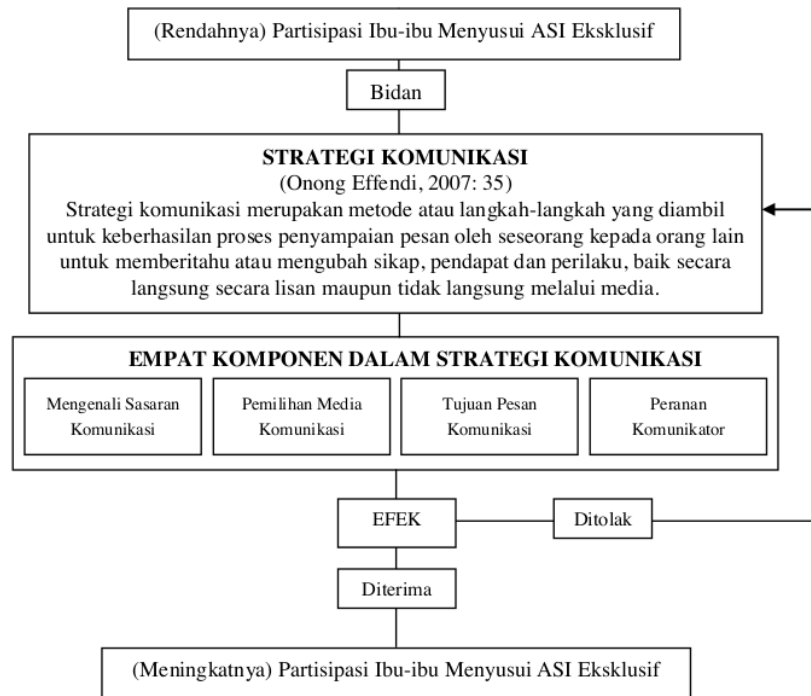 (Rendahnya) Partisipasi Ibu-ibu Menyusui ASI Eksklusif
Bidan
STRATEGI KOMUNIKASI
(Onong Effendi, 2007: 35)
Strategi komunikasi merupakan metode atau langkah-langkah yang diambil
untuk keberhasilan proses penyampaian pesan oleh seseorang kepada orang lain
untuk memberitahu atau mengubah sikap, pendapat dan perilaku, baik secara
langsung secara lisan maupun tidak langsung melalui media.
EMPAT KOMPONEN DALAM STRATEGI KOMUNIKASI
Mengenali Sasaran
Komunikasi
Pemilihan Media
Komunikasi
Tujuan Pesan
Komunikasi
Peranan
Komunikator
EFEK
Ditolak
Diterima
(Meningkatnya) Partisipasi Ibu-ibu Menyusui ASI Eksklusif